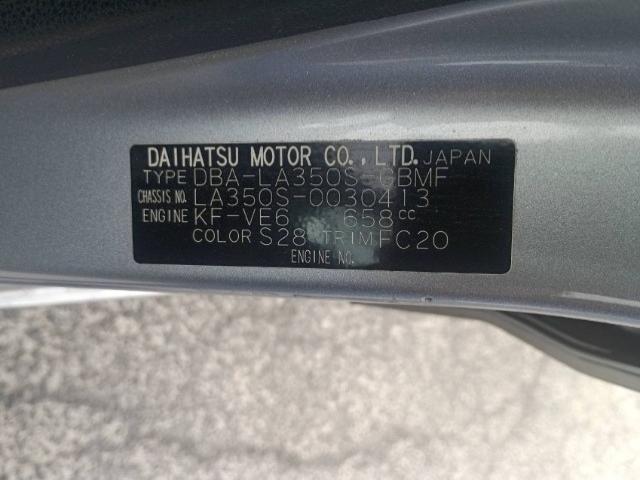 DAIHATSU MOTOR CO.,LTD. JAPAN
TYPE DBA-LA350S-GBMF
CHASSIS NO. LA350S-0030413
ENGINE KF-VE6 658cc
COLOR S28 TRIM FC20
ENGINE NO.